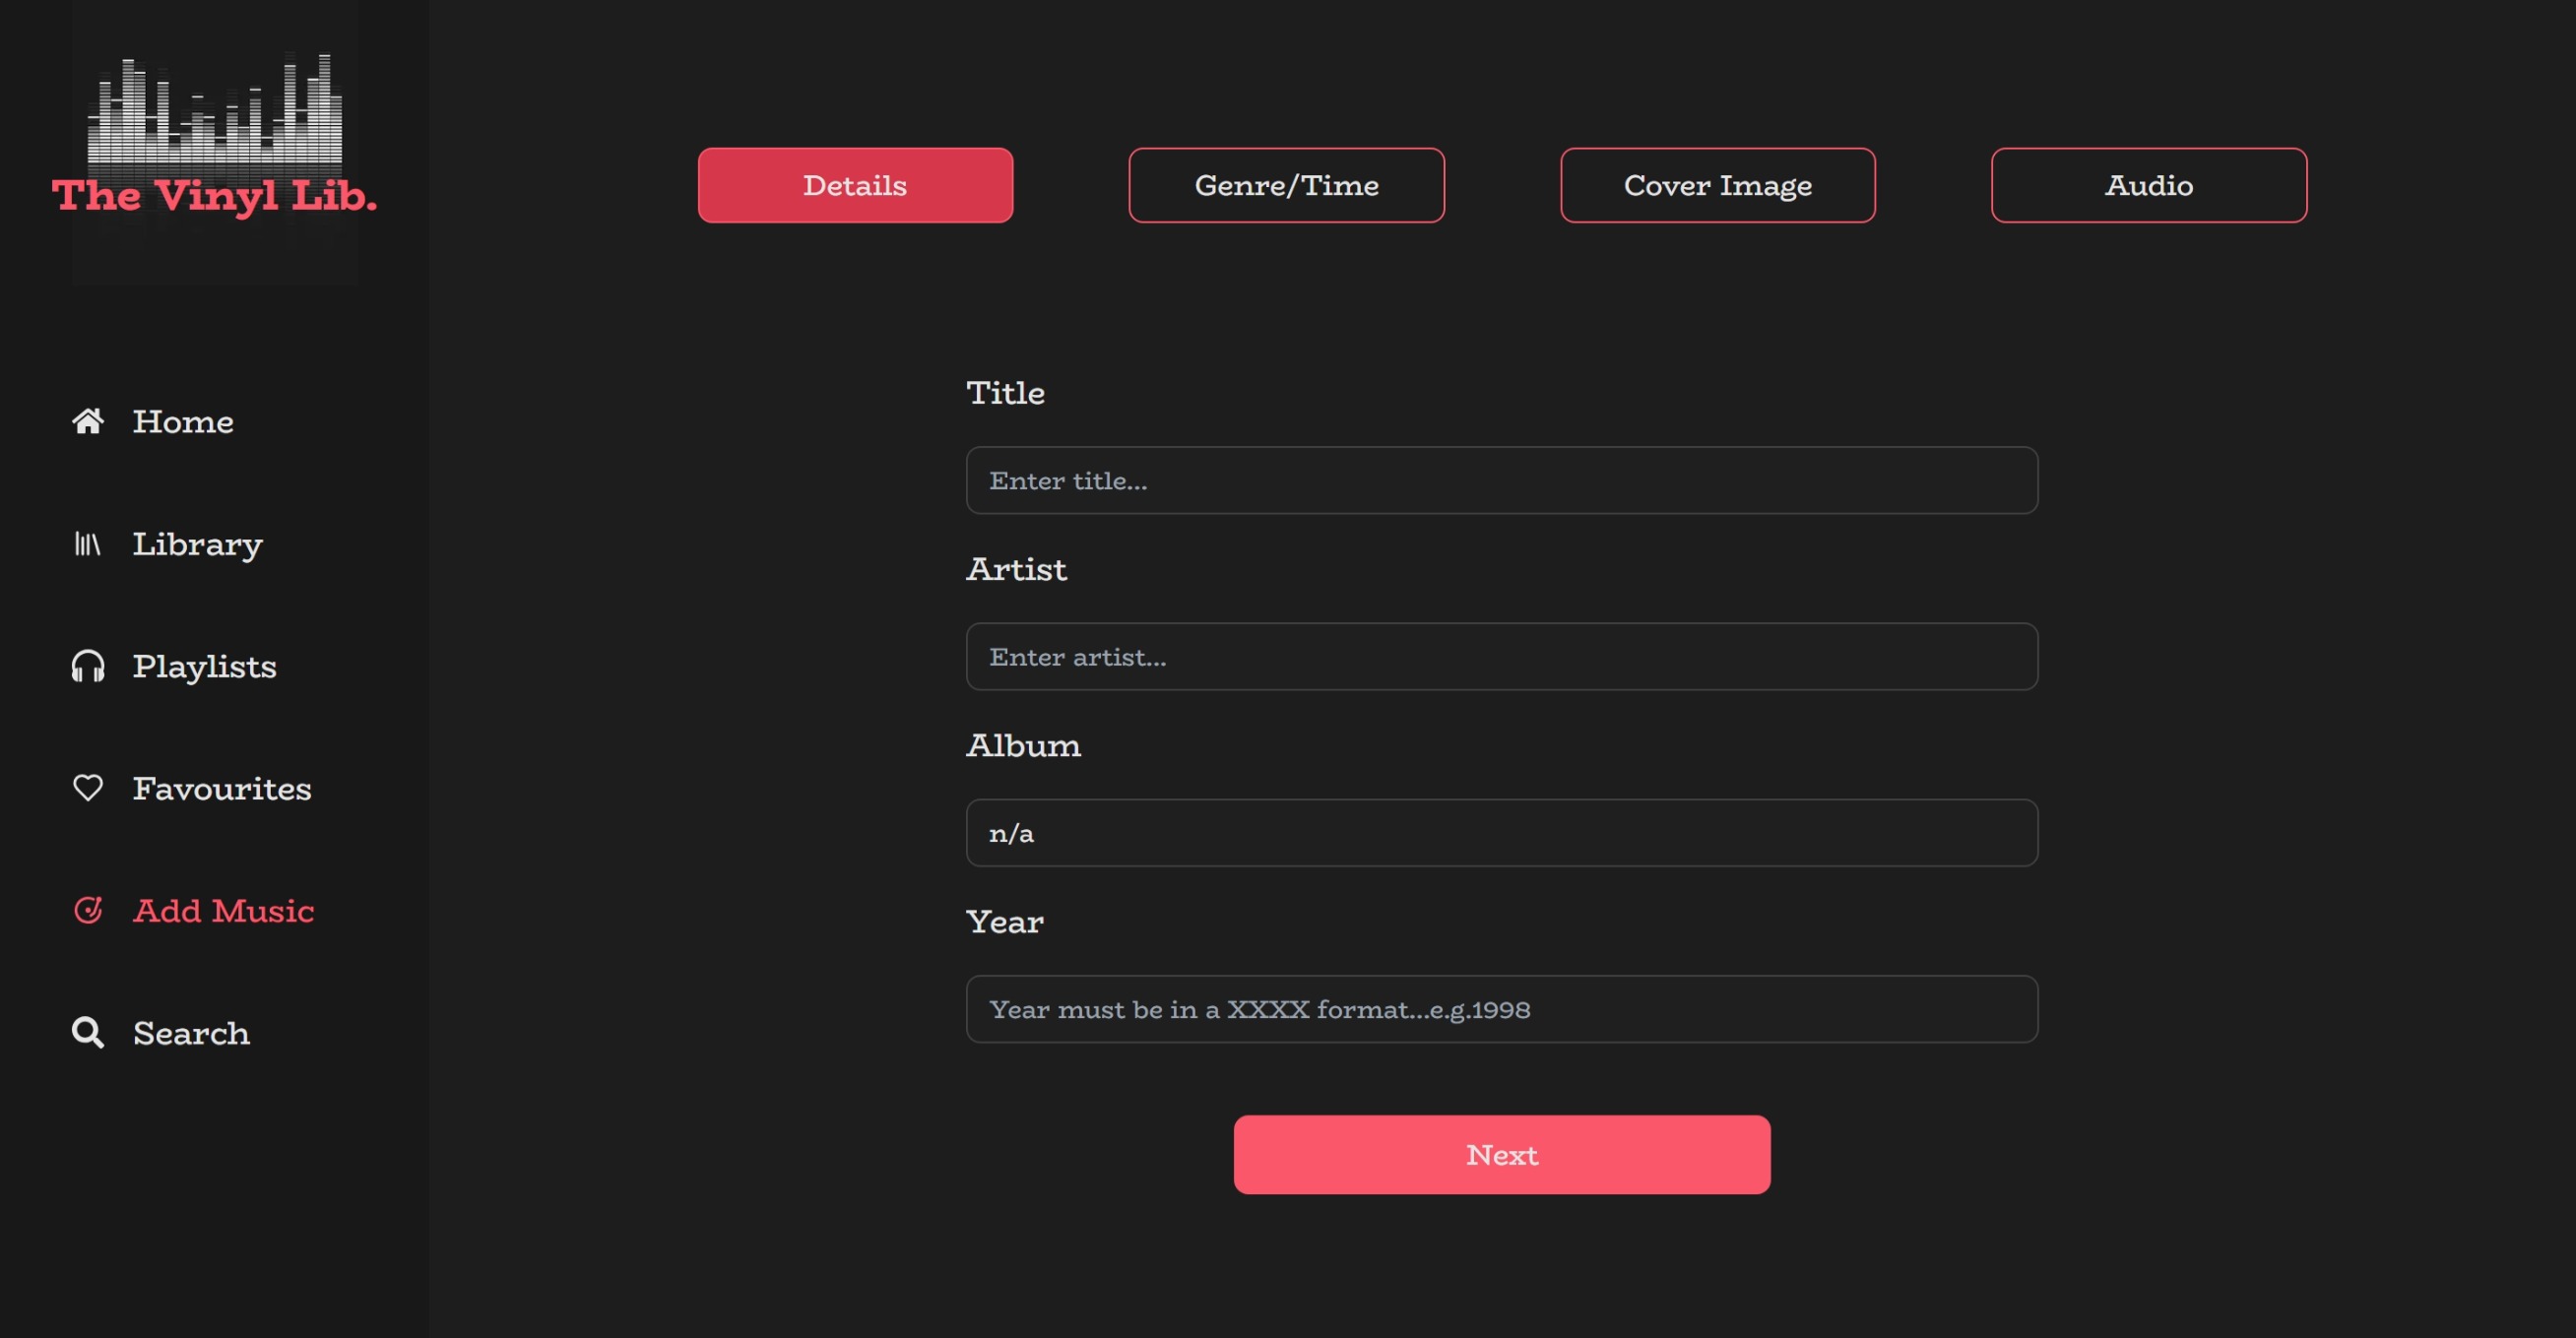 The Vinyl Lib.
Home
Library
Playlists
Favourites
Add Music
Search
Details
Genre/Time
Cover Image
Audio
Title
Enter title...
Artist
Enter artist...
Album
n/a
Year
Year must be in a XXXX format...e.g.1998
Next